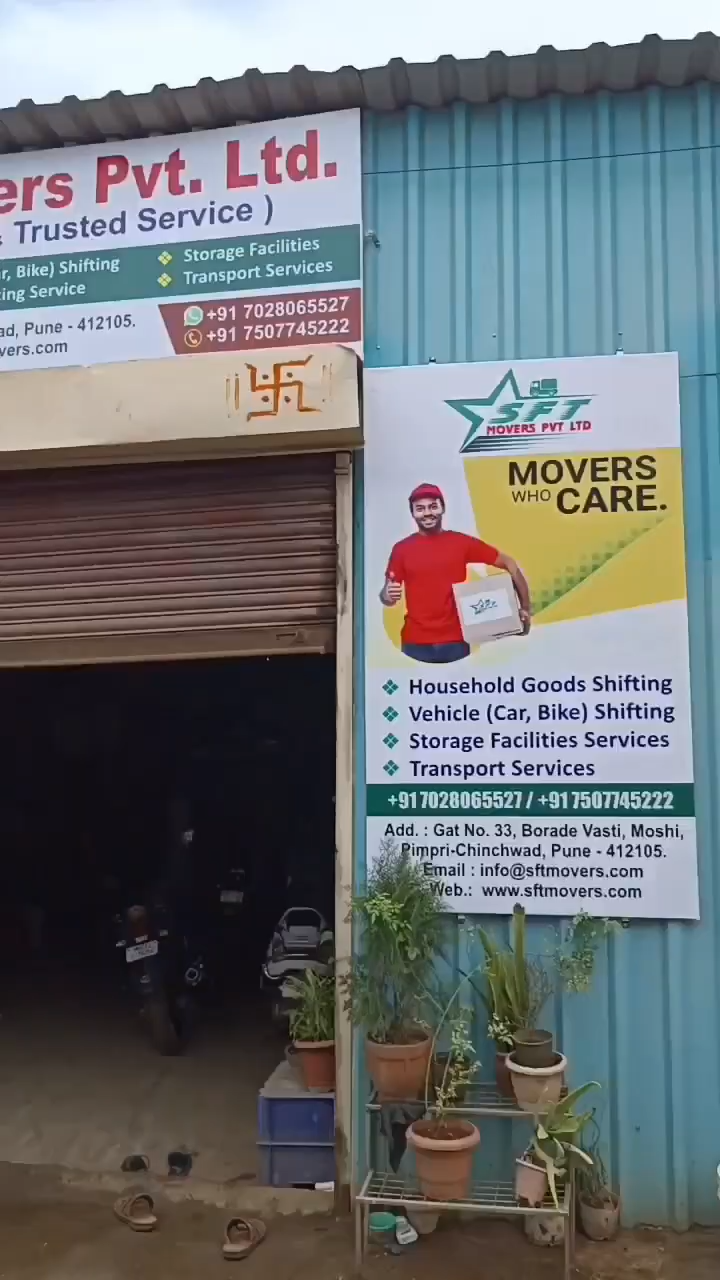 ers Pvt. Ltd.
Trusted Service )
ar, Bike) Shifting
ing Service
Storage Facilities
Transport Services
ad, Pune - 412105.
vers.com
+91 7028065527
+91 7507745222
SFT
MOVERS PVT LTD
MOVERS
WHO CARE.
Household Goods Shifting
Vehicle (Car, Bike) Shifting
Storage Facilities Services
Transport Services
+91 7028065527 / +91 7507745222
Add. : Gat No. 33, Borade Vasti, Moshi,
Pimpri-Chinchwad, Pune - 412105.
Email : info@sftmovers.com
Web.: www.sftmovers.com